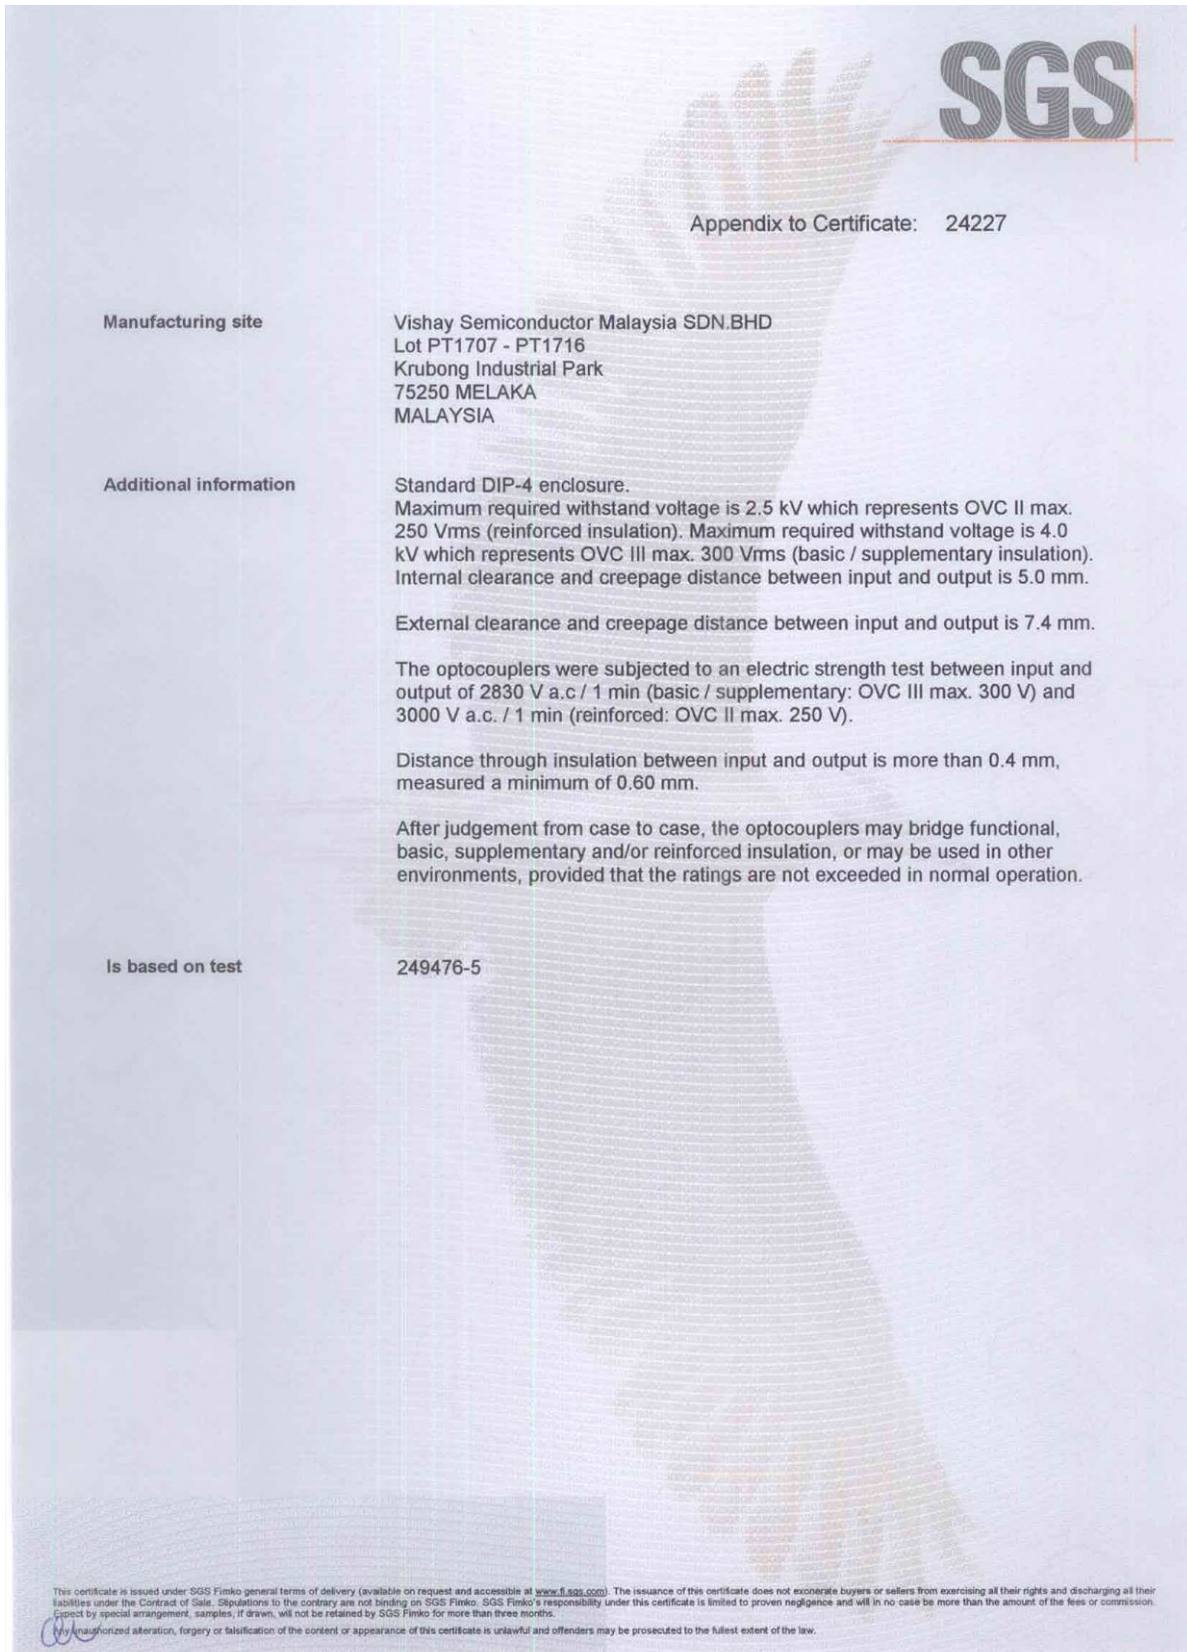 SGS
Appendix to Certificate: 24227
Manufacturing site
Vishay Semiconductor Malaysia SDN.BHD
Lot PT1707 - PT1716
Krubong Industrial Park
75250 MELAKA
MALAYSIA
Additional information
Standard DIP-4 enclosure.
Maximum required withstand voltage is 2.5 kV which represents OVC II max.
250 Vrms (reinforced insulation). Maximum required withstand voltage is 4.0
kV which represents OVC III max. 300 Vrms (basic / supplementary insulation).
Internal clearance and creepage distance between input and output is 5.0 mm.
External clearance and creepage distance between input and output is 7.4 mm.
The optocouplers were subjected to an electric strength test between input and
output of 2830 V a.c / 1 min (basic / supplementary: OVC III max. 300 V) and
3000 V a.c. / 1 min (reinforced: OVC II max. 250 V).
Distance through insulation between input and output is more than 0.4 mm,
measured a minimum of 0.60 mm.
After judgement from case to case, the optocouplers may bridge functional,
basic, supplementary and/or reinforced insulation, or may be used in other
environments, provided that the ratings are not exceeded in normal operation.
Is based on test
249476-5
This certificate is issued under SGS Fimko general terms of delivery (available on request and accessible at www.fi.sgs.com). The issuance of this certificate does not exonerate buyers or sellers from exercising all their rights and discharging all their
liabilities under the Contract of Sale. Stipulations to the contrary are not binding on SGS Fimko. SGS Fimko's responsibility under this certificate is limited to proven negligence and will in no case be more than the amount of the fees or commission.
Expect by special arrangement, samples, if drawn, will not be retained by SGS Fimko for more than three months.
Any unauthorized alteration, forgery or falsification of the content or appearance of this certificate is unlawful and offenders may be prosecuted to the fullest extent of the law.